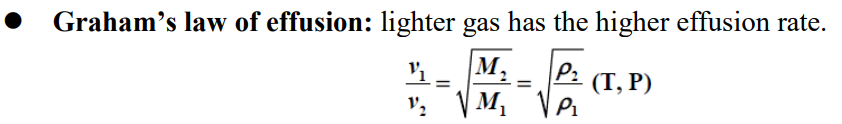 ● Graham’s law of effusion: lighter gas has the higher effusion rate.
v₁/v₂ = √(M₂/M₁) = √(ρ₂/ρ₁) (T, P)